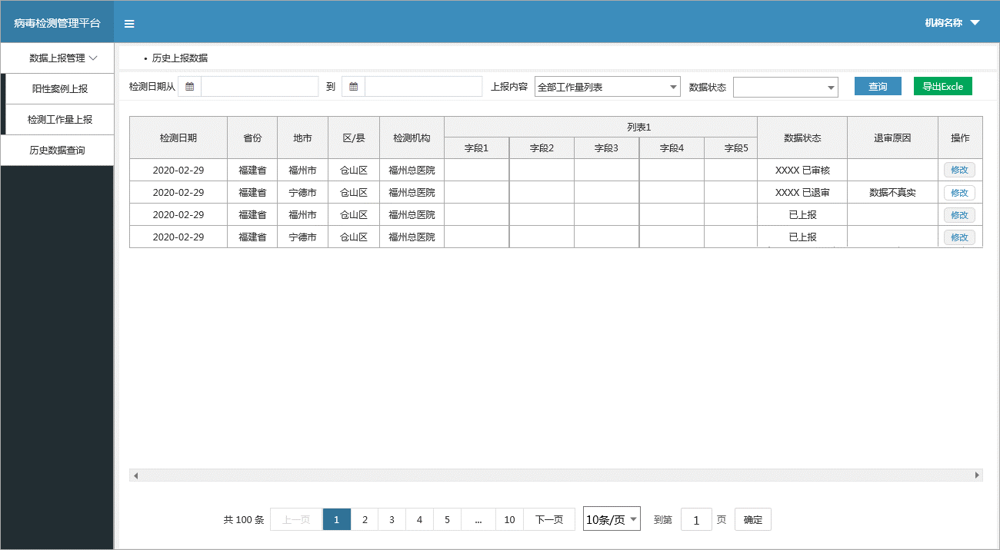 病毒检测管理平台
机构名称
数据上报管理
阳性案例上报
检测工作量上报
历史数据查询
• 历史上报数据
检测日期从 到 上报内容 全部工作量列表 数据状态 查询 导出Excle
检测日期 省份 地市 区/县 检测机构 列表1 数据状态 退审原因 操作
字段1 字段2 字段3 字段4 字段5
2020-02-29 福建省 福州市 仓山区 福州总医院 XXXX 已审核 修改
2020-02-29 福建省 宁德市 仓山区 福州总医院 XXXX 已退审 数据不真实 修改
2020-02-29 福建省 福州市 仓山区 福州总医院 已上报 修改
2020-02-29 福建省 宁德市 仓山区 福州总医院 已上报 修改
共 100 条 上一页 1 2 3 4 5 ... 10 下一页 10条/页 到第 1 页 确定